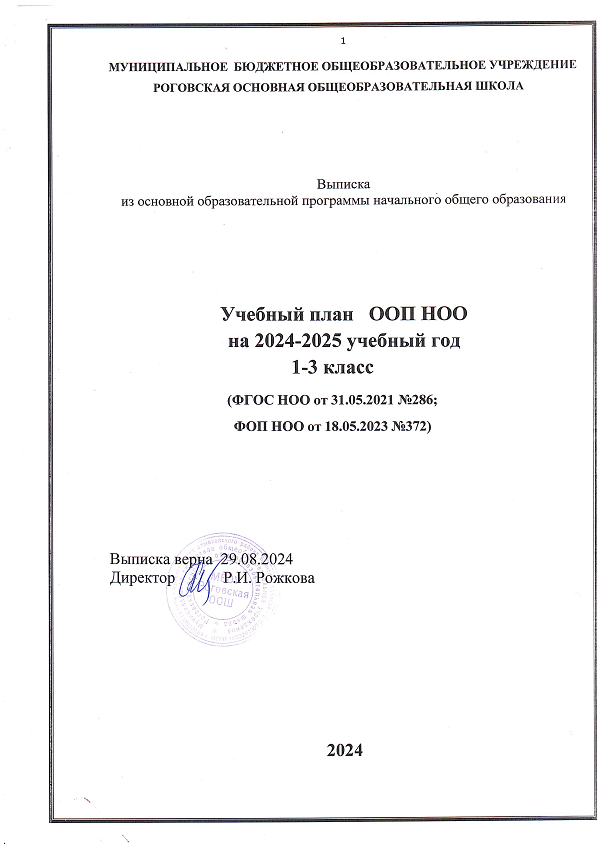 1
МУНИЦИПАЛЬНОЕ БЮДЖЕТНОЕ ОБЩЕОБРАЗОВАТЕЛЬНОЕ УЧРЕЖДЕНИЕ
РОГОВСКАЯ ОСНОВНАЯ ОБЩЕОБРАЗОВАТЕЛЬНАЯ ШКОЛА
Выписка
из основной образовательной программы начального общего образования
Учебный план ООП НОО
на 2024-2025 учебный год
1-3 класс
(ФГОС НОО от 31.05.2021 №286;
ФОП НОО от 18.05.2023 №372)
Выписка верна 29.08.2024
Директор Р.И. Рожкова
ОСШ
2024